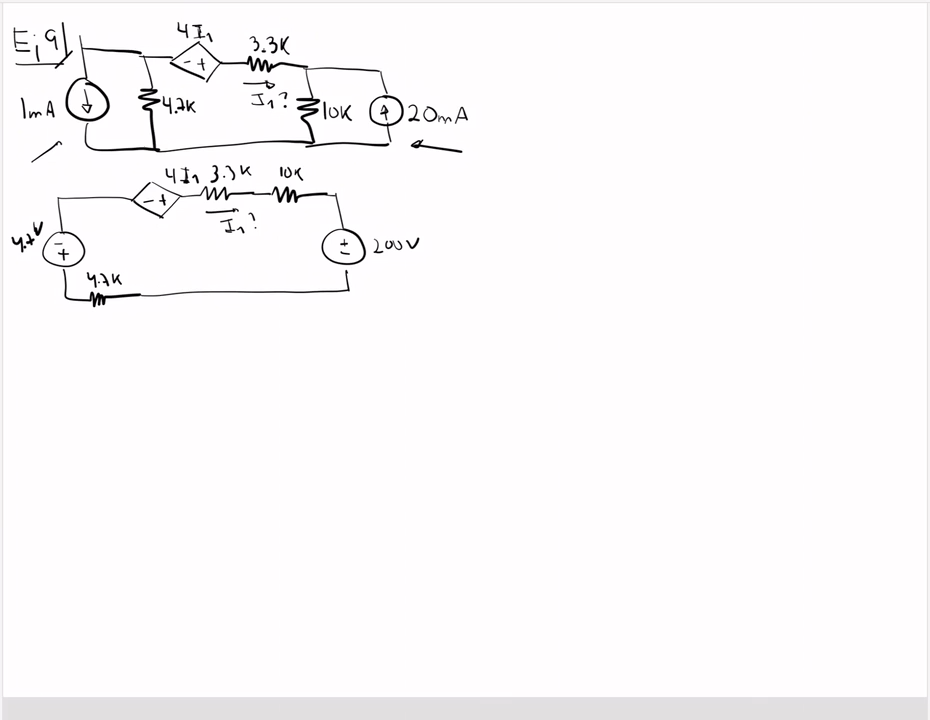 Ej 9
4I₁
3.3K
- +
1mA
4.7K
I₁?
10K
20mA
4I₁ 3.3K 10K
- +
I₁?
4.7V
- +
+ -
200V
4.7K